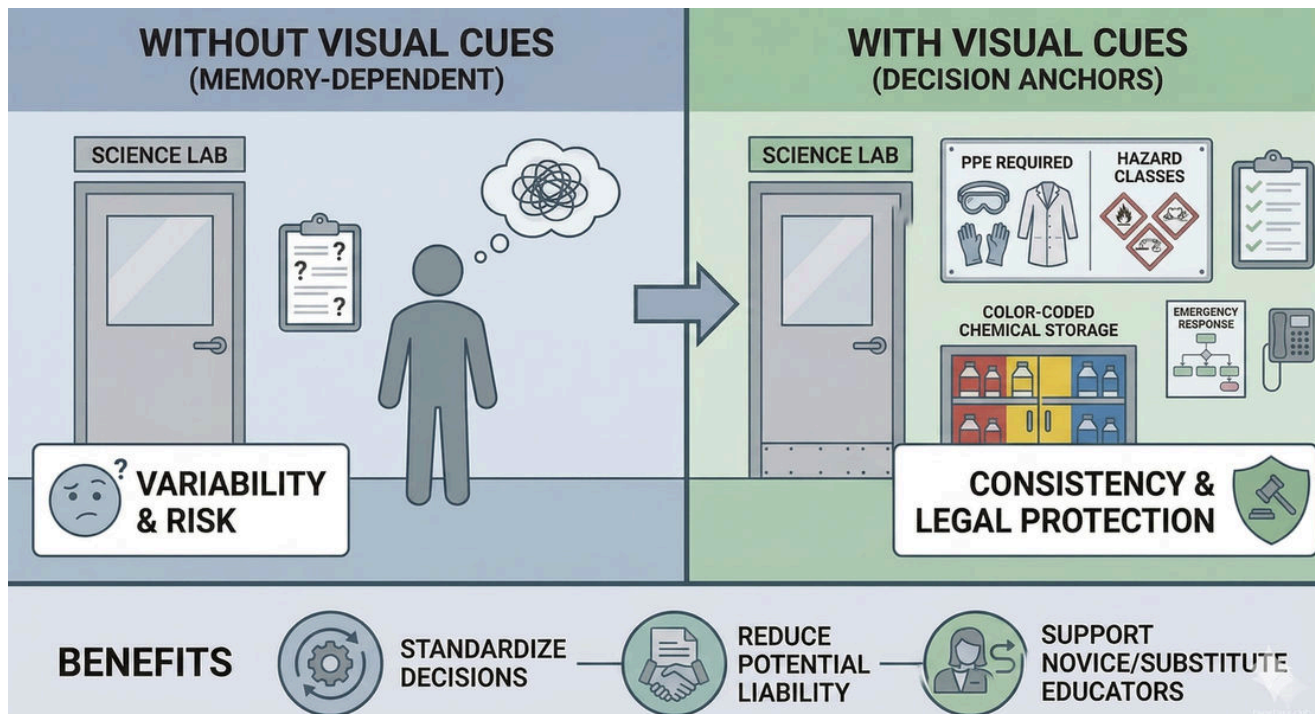 WITHOUT VISUAL CUES
(MEMORY-DEPENDENT)
SCIENCE LAB
?
?
?
?
VARIABILITY
& RISK
WITH VISUAL CUES
(DECISION ANCHORS)
SCIENCE LAB
PPE REQUIRED
HAZARD
CLASSES
COLOR-CODED
CHEMICAL STORAGE
EMERGENCY
RESPONSE
CONSISTENCY &
LEGAL PROTECTION
BENEFITS
STANDARDIZE
DECISIONS
REDUCE
POTENTIAL
LIABILITY
SUPPORT
NOVICE/SUBSTITUTE
EDUCATORS